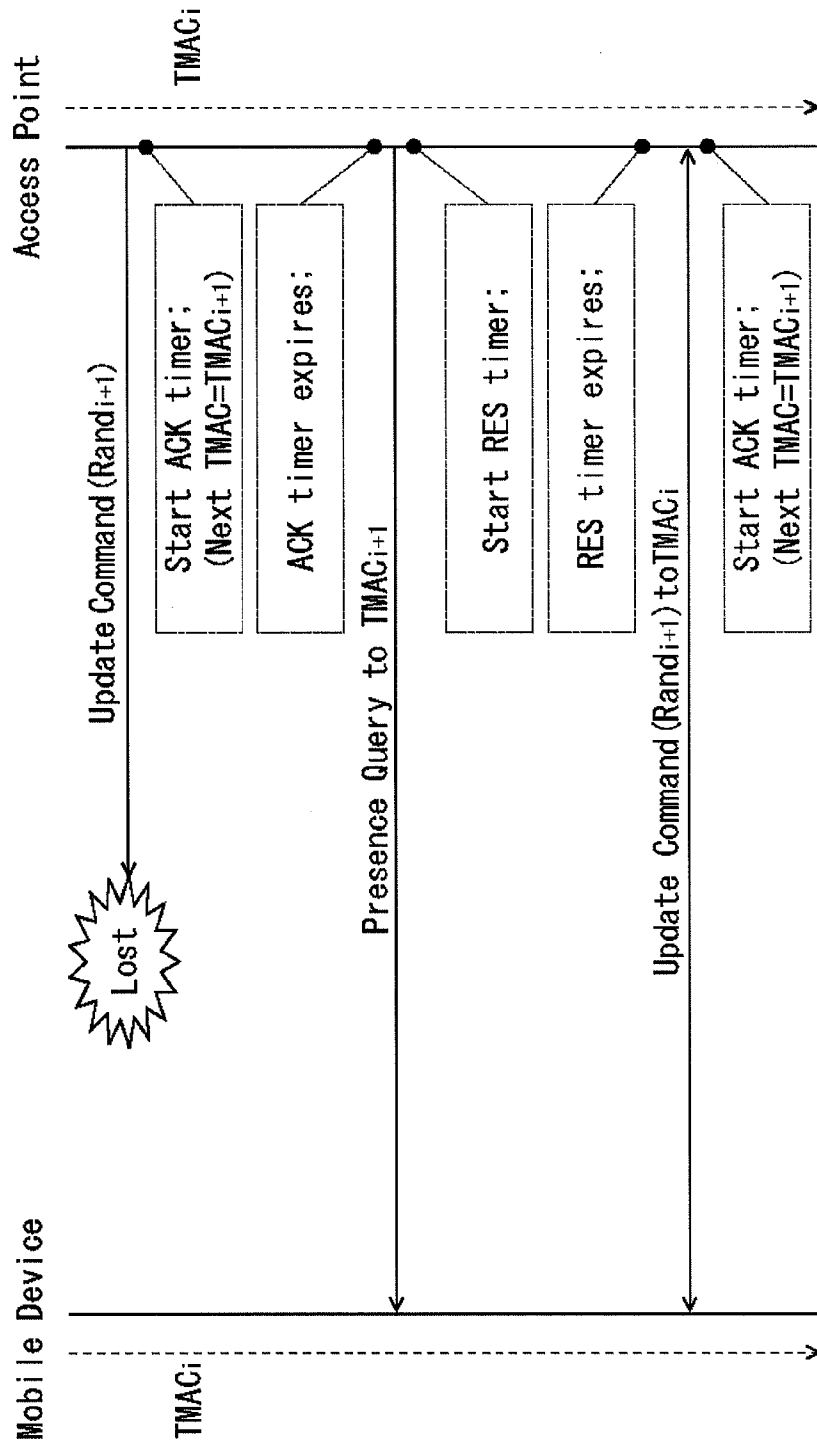 Mobile Device
Access Point
TMACi
TMACi
Update Command(Randi+1)
Lost
Start ACK timer;
(Next TMAC=TMACi+1)
ACK timer expires;
Presence Query to TMACi+1
Start RES timer;
RES timer expires;
Update Command(Randi+1)toTMACi
Start ACK timer;
(Next TMAC=TMACi+1)